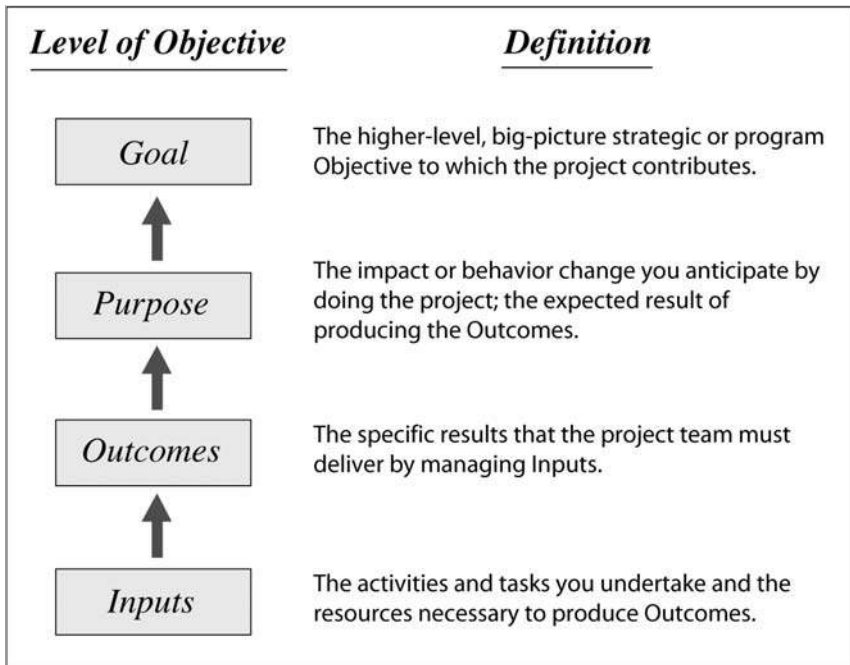 Level of Objective
Definition
Goal
The higher-level, big-picture strategic or program
Objective to which the project contributes.
Purpose
The impact or behavior change you anticipate by
doing the project; the expected result of
producing the Outcomes.
Outcomes
The specific results that the project team must
deliver by managing Inputs.
Inputs
The activities and tasks you undertake and the
resources necessary to produce Outcomes.